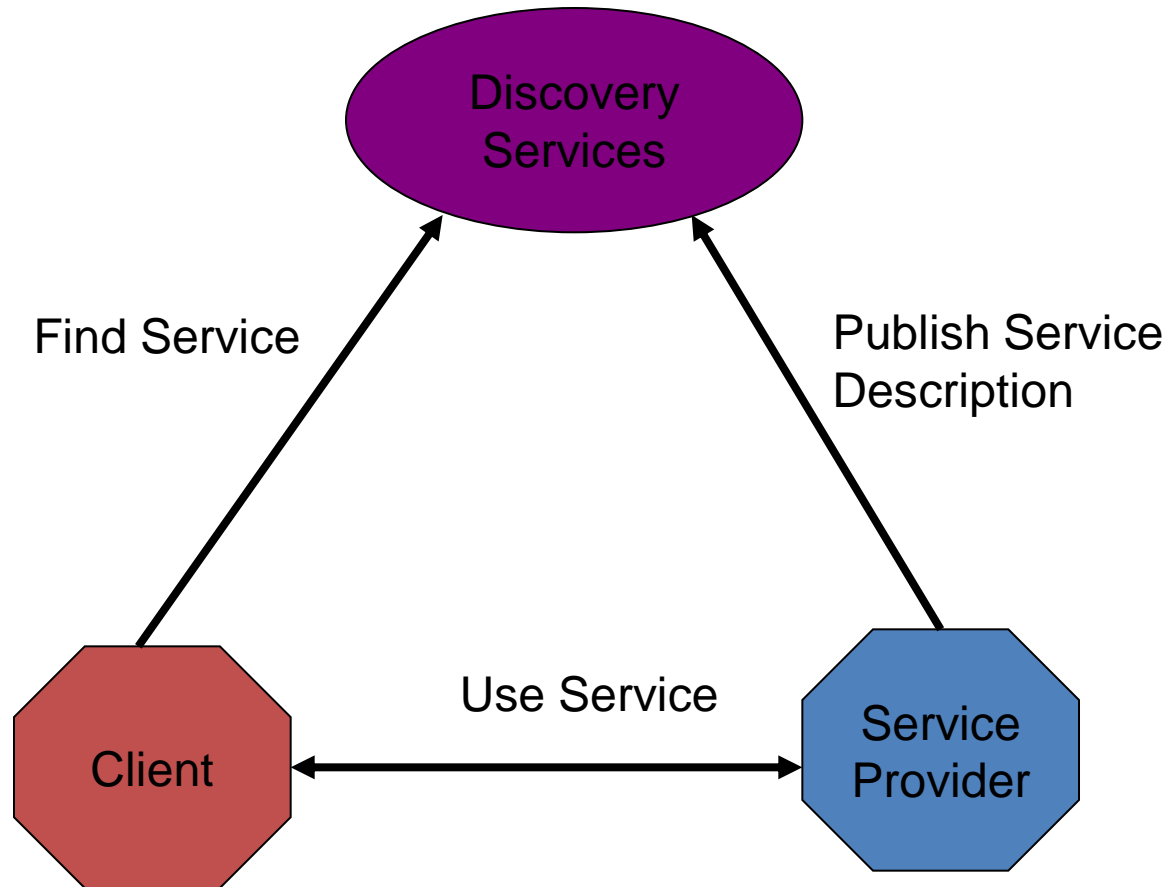 Discovery
Services
Find Service
Publish Service
Description
Use Service
Client
Service
Provider